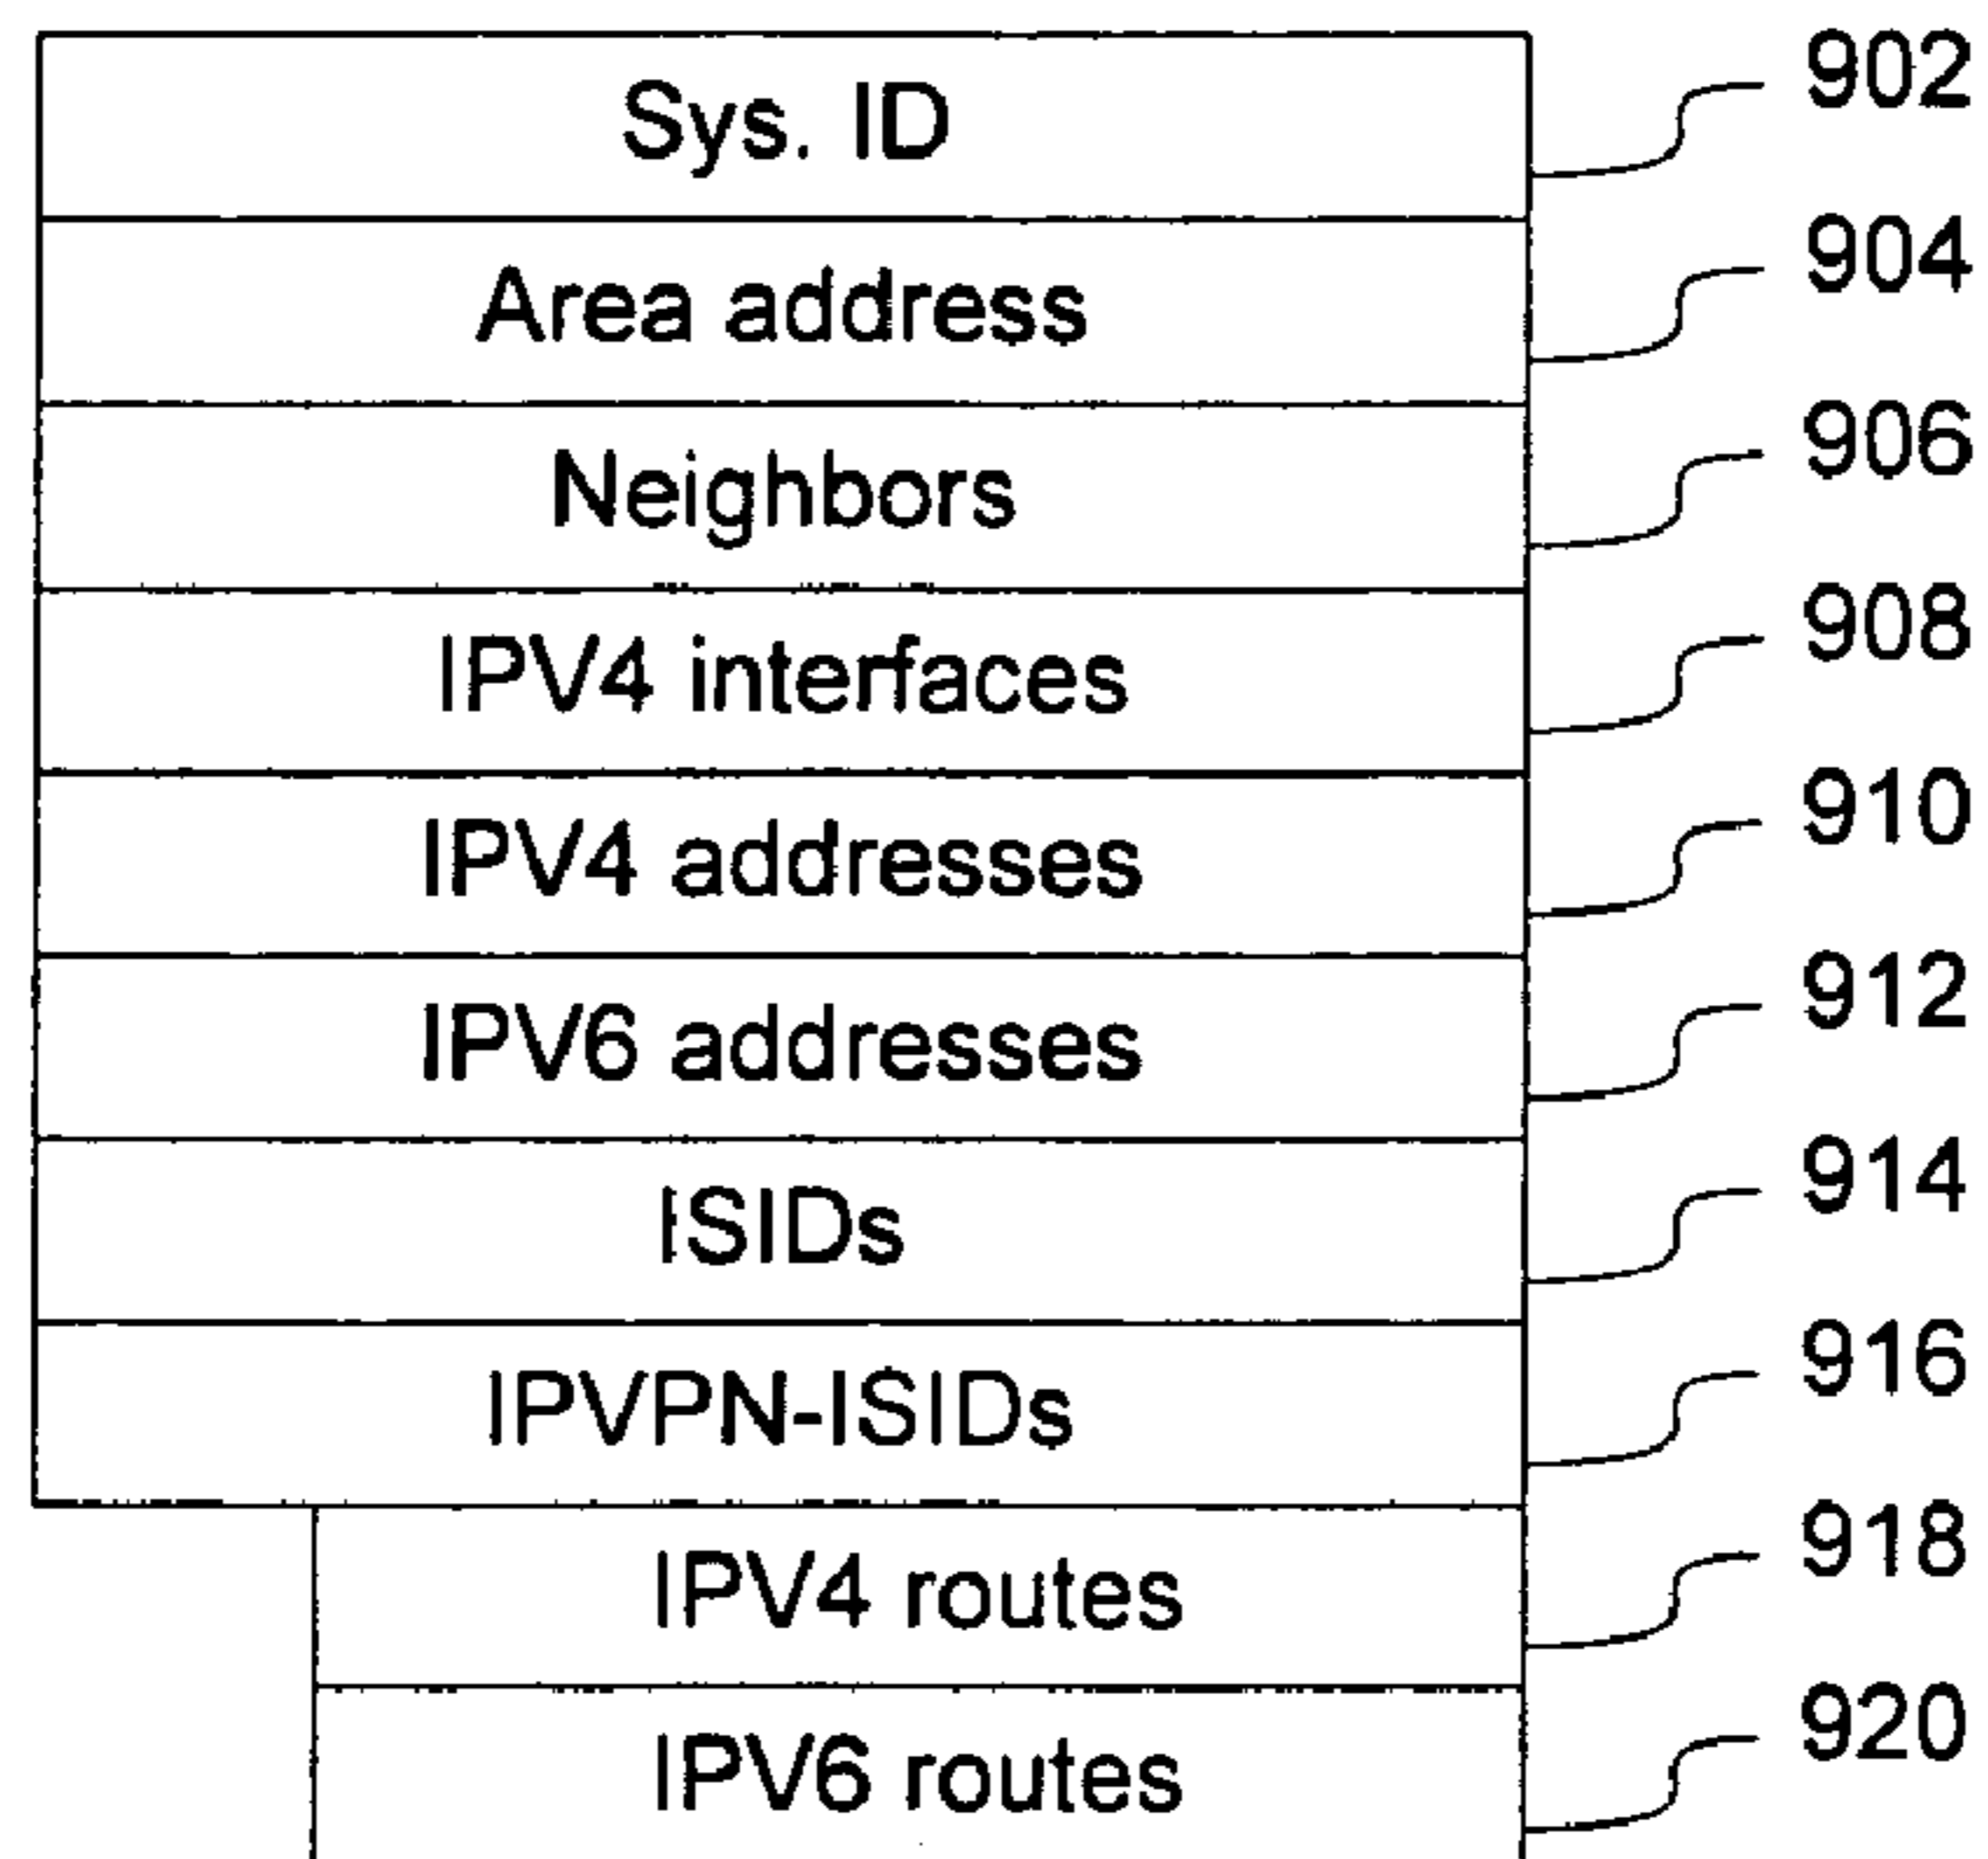 Sys. ID 902
Area address 904
Neighbors 906
IPV4 interfaces 908
IPV4 addresses 910
IPV6 addresses 912
ISIDs 914
IPVPN-ISIDs 916
IPV4 routes 918
IPV6 routes 920